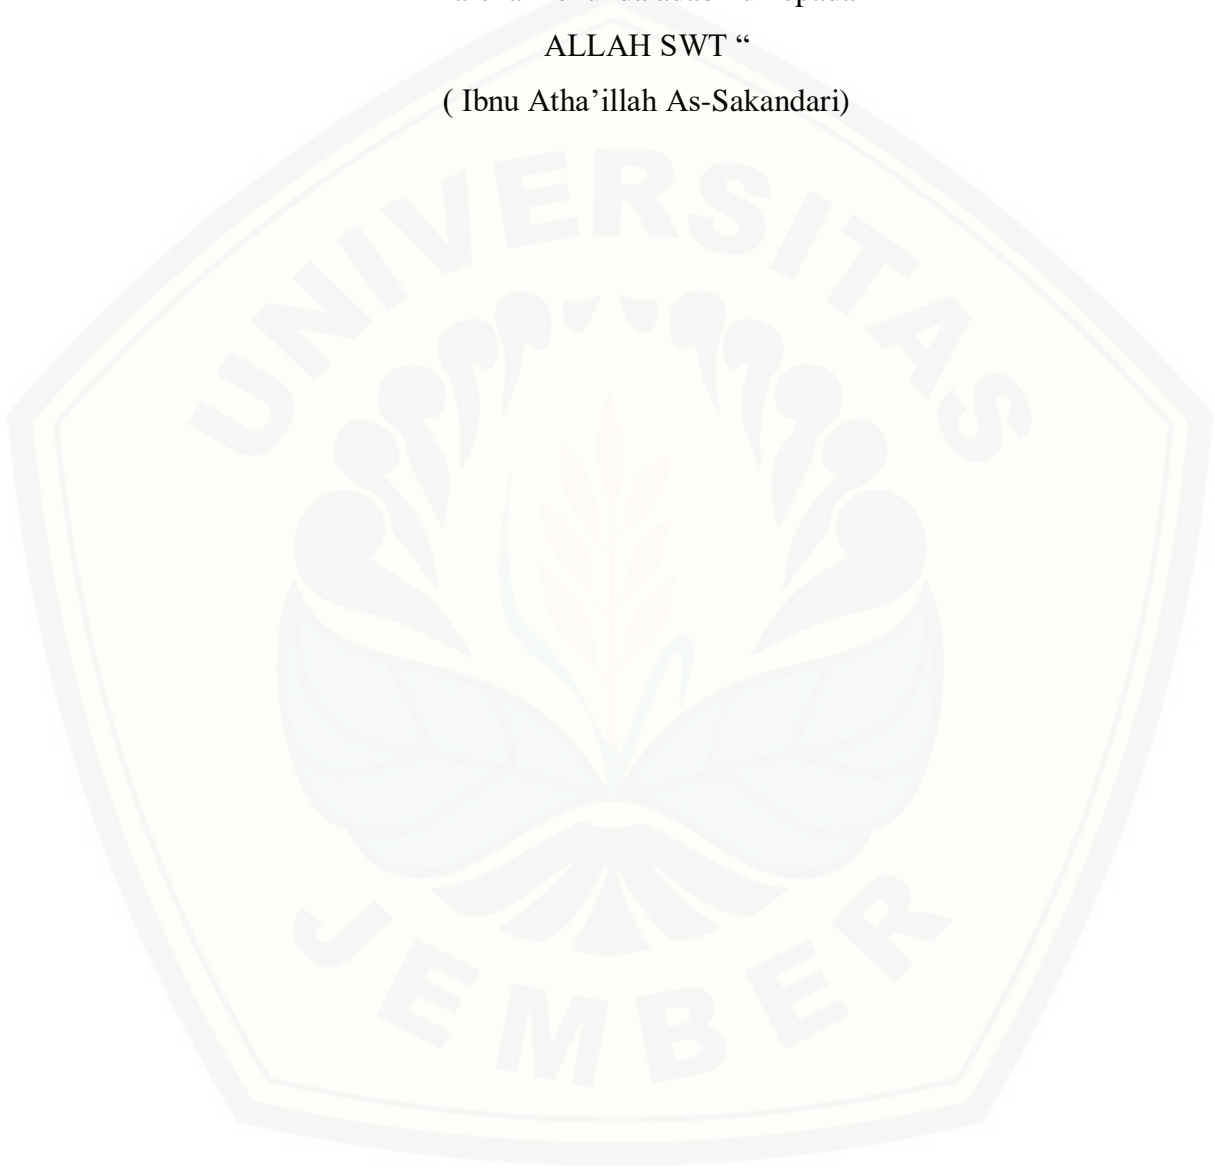 ALLAH SWT “
( Ibnu Atha’illah As-Sakandari)
UNIVERSITAS
JEMBER